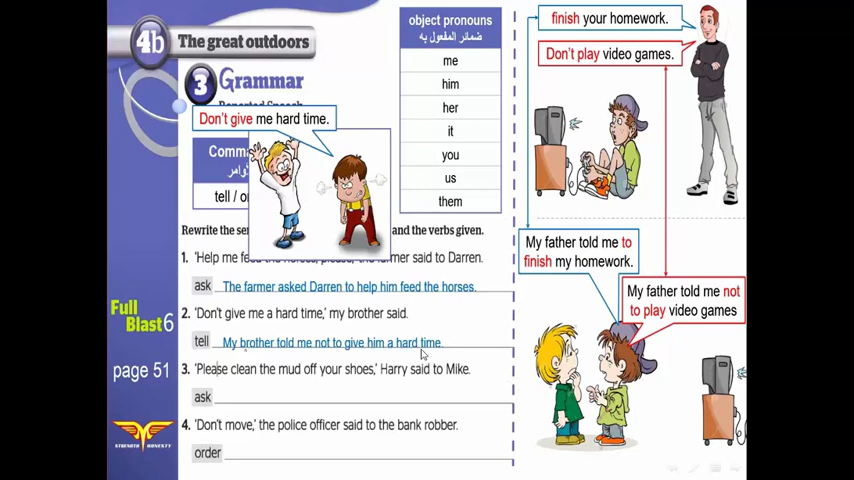 4b The great outdoors
3 Grammar
Don't give me hard time.
tell / or
Rewrite the
and the verbs given.
1. 'Help me feed the horses, please,' the farmer said to Darren.
ask The farmer asked Darren to help him feed the horses.
2. 'Don't give me a hard time,' my brother said.
tell My brother told me not to give him a hard time.
3. 'Please clean the mud off your shoes,' Harry said to Mike.
ask
4. 'Don't move,' the police officer said to the bank robber.
order
Full
Blast 6
page 51
STRENGTH HONESTY
object pronouns
ضمائر المفعول به
me
him
her
it
you
us
them
finish your homework.
Don't play video games.
My father told me to
finish my homework.
My father told me not
to play video games